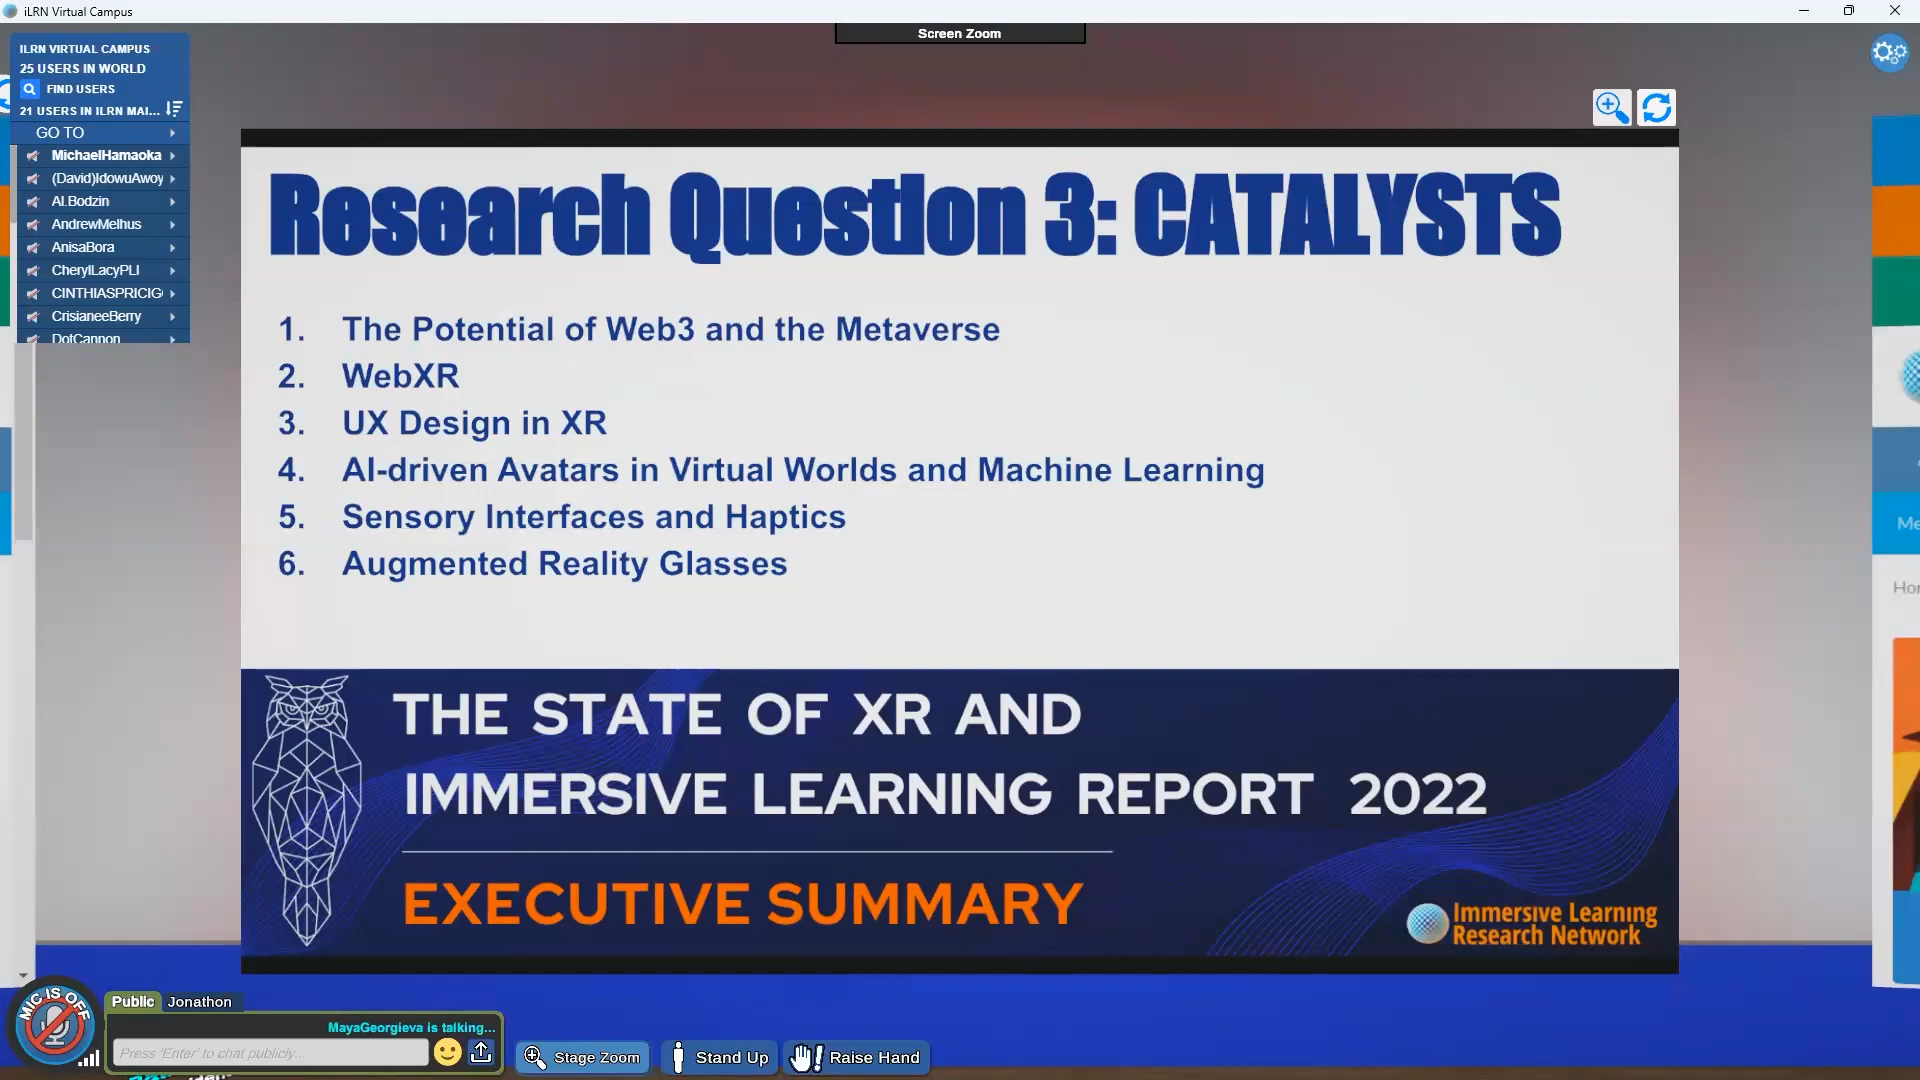 iLRN Virtual Campus
Screen Zoom
ILRN VIRTUAL CAMPUS
25 USERS IN WORLD
FIND USERS
21 USERS IN ILRN MAI...
GO TO
MichaelHamaoka
(David)IdowuAwoy
Al.Bodzin
AndrewMelhus
AnisaBora
CherylLacyPLI
CINTHIASPRICIG
CrisianeeBerry
DotCannon
Research Question 3: CATALYSTS
1. The Potential of Web3 and the Metaverse
2. WebXR
3. UX Design in XR
4. AI-driven Avatars in Virtual Worlds and Machine Learning
5. Sensory Interfaces and Haptics
6. Augmented Reality Glasses
THE STATE OF XR AND
IMMERSIVE LEARNING REPORT 2022
EXECUTIVE SUMMARY
Immersive Learning
Research Network
Me
Hor
MIC IS OFF
Public Jonathon
MayaGeorgieva is talking...
Press 'Enter' to chat publicly...
Stage Zoom
Stand Up
Raise Hand